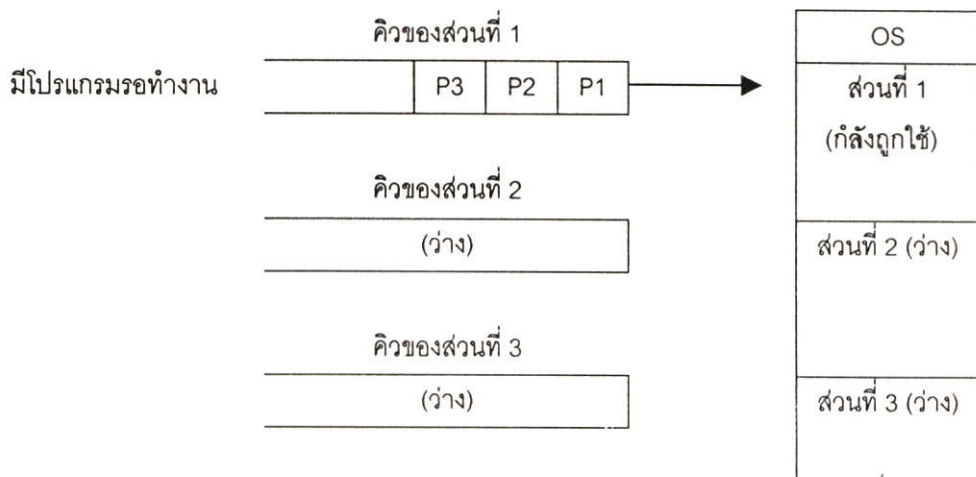 คิวของส่วนที่ 1
OS
มีโปรแกรมรอทำงาน
P3 P2 P1
ส่วนที่ 1
(กำลังถูกใช้)
คิวของส่วนที่ 2
(ว่าง)
ส่วนที่ 2 (ว่าง)
คิวของส่วนที่ 3
(ว่าง)
ส่วนที่ 3 (ว่าง)